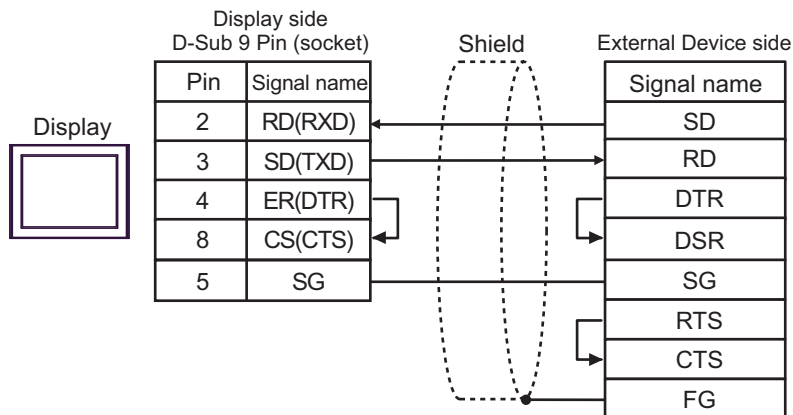 Display side
D-Sub 9 Pin (socket)
Shield
External Device side
Pin Signal name
Signal name
Display
2 RD(RXD)
SD
3 SD(TXD)
RD
4 ER(DTR)
DTR
8 CS(CTS)
DSR
5 SG
SG
RTS
CTS
FG